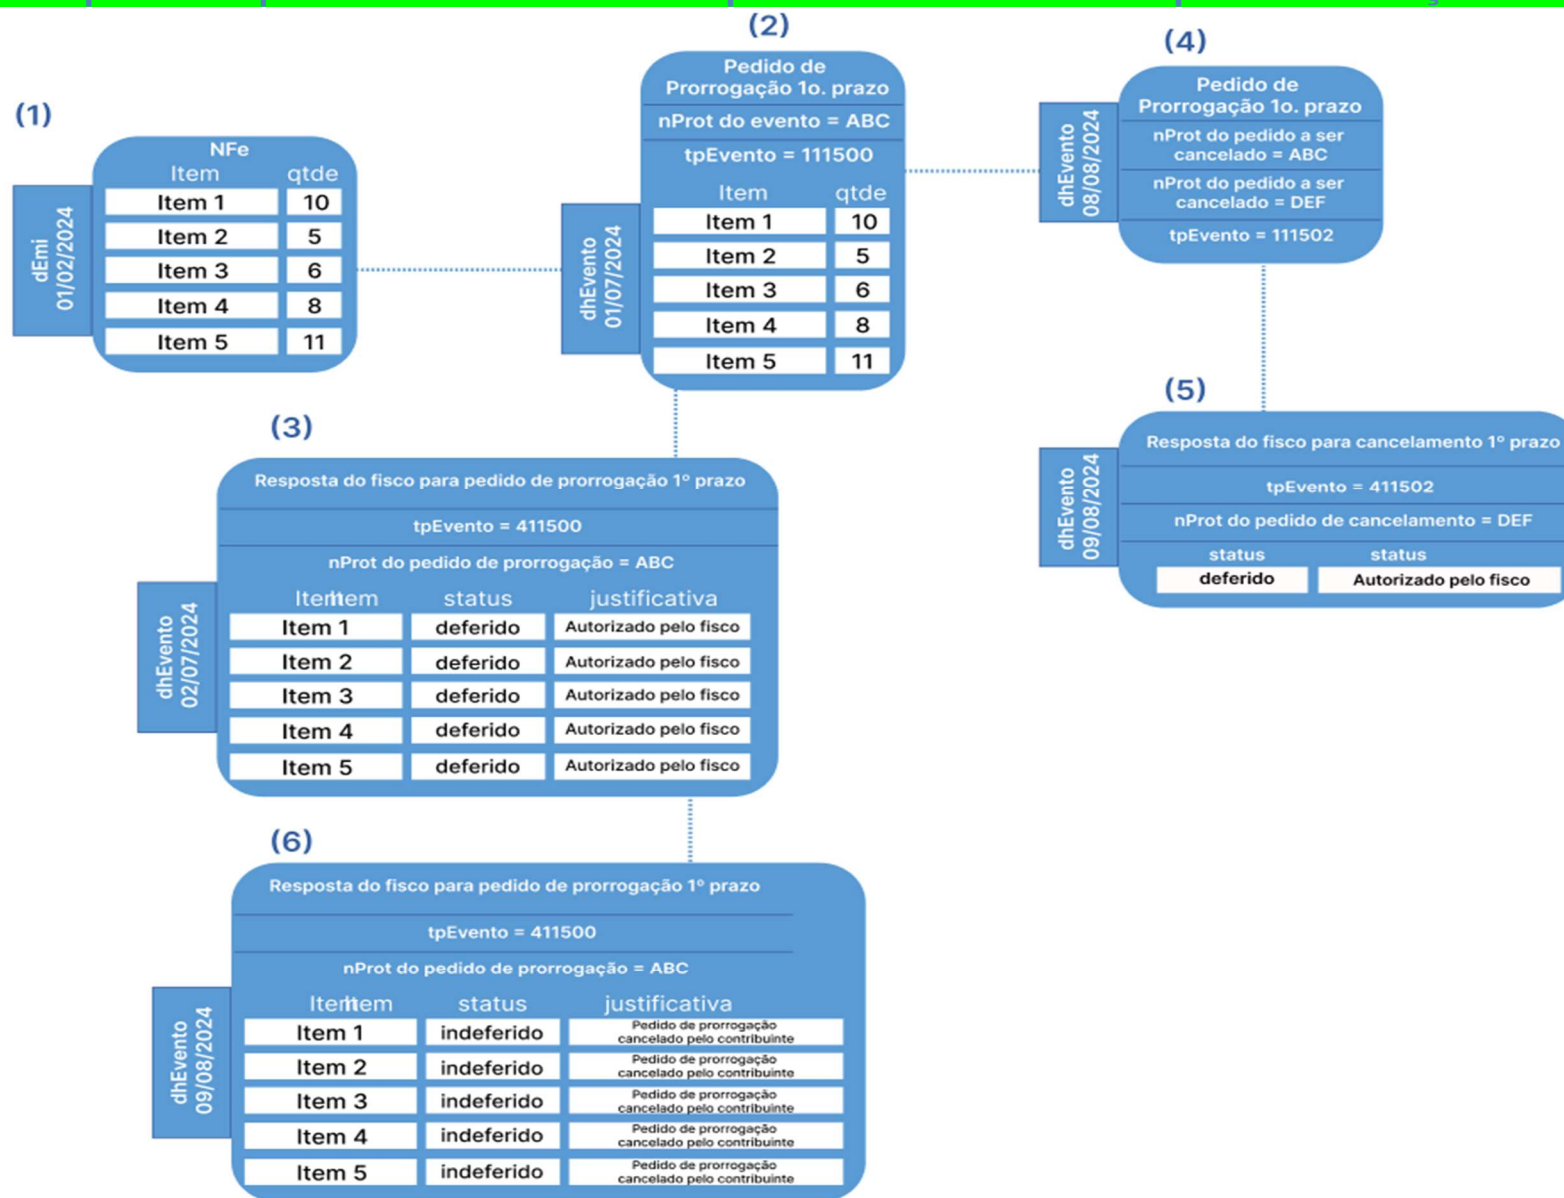 (1)
dEmi
01/02/2024
NFe
Item qtde
Item 1 10
Item 2 5
Item 3 6
Item 4 8
Item 5 11
(2)
dhEvento
01/07/2024
Pedido de
Prorrogação 1o. prazo
nProt do evento = ABC
tpEvento = 111500
Item qtde
Item 1 10
Item 2 5
Item 3 6
Item 4 8
Item 5 11
(3)
dhEvento
02/07/2024
Resposta do fisco para pedido de prorrogação 1º prazo
tpEvento = 411500
nProt do pedido de prorrogação = ABC
Item Item status justificativa
Item 1 deferido Autorizado pelo fisco
Item 2 deferido Autorizado pelo fisco
Item 3 deferido Autorizado pelo fisco
Item 4 deferido Autorizado pelo fisco
Item 5 deferido Autorizado pelo fisco
(4)
dhEvento
08/08/2024
Pedido de
Prorrogação 1o. prazo
nProt do pedido a ser
cancelado = ABC
nProt do pedido a ser
cancelado = DEF
tpEvento = 111502
(5)
dhEvento
09/08/2024
Resposta do fisco para cancelamento 1º prazo
tpEvento = 411502
nProt do pedido de cancelamento = DEF
status status
deferido Autorizado pelo fisco
(6)
dhEvento
09/08/2024
Resposta do fisco para pedido de prorrogação 1º prazo
tpEvento = 411500
nProt do pedido de prorrogação = ABC
Item Item status justificativa
Item 1 indeferido Pedido de prorrogação
cancelado pelo contribuinte
Item 2 indeferido Pedido de prorrogação
cancelado pelo contribuinte
Item 3 indeferido Pedido de prorrogação
cancelado pelo contribuinte
Item 4 indeferido Pedido de prorrogação
cancelado pelo contribuinte
Item 5 indeferido Pedido de prorrogação
cancelado pelo contribuinte